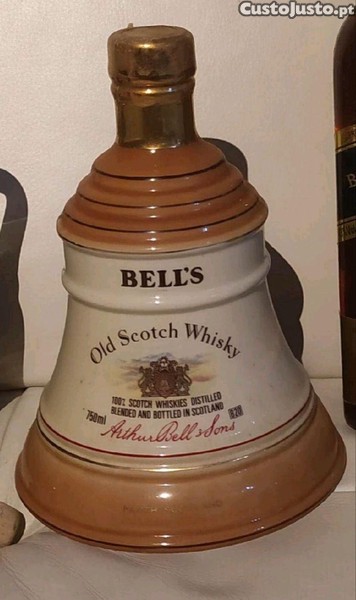 CustoJusto.pt
BELL'S
Old Scotch Whisky
100% SCOTCH WHISKIES DISTILLED
BLENDED AND BOTTLED IN SCOTLAND
750ml
Arthur Bell & Sons